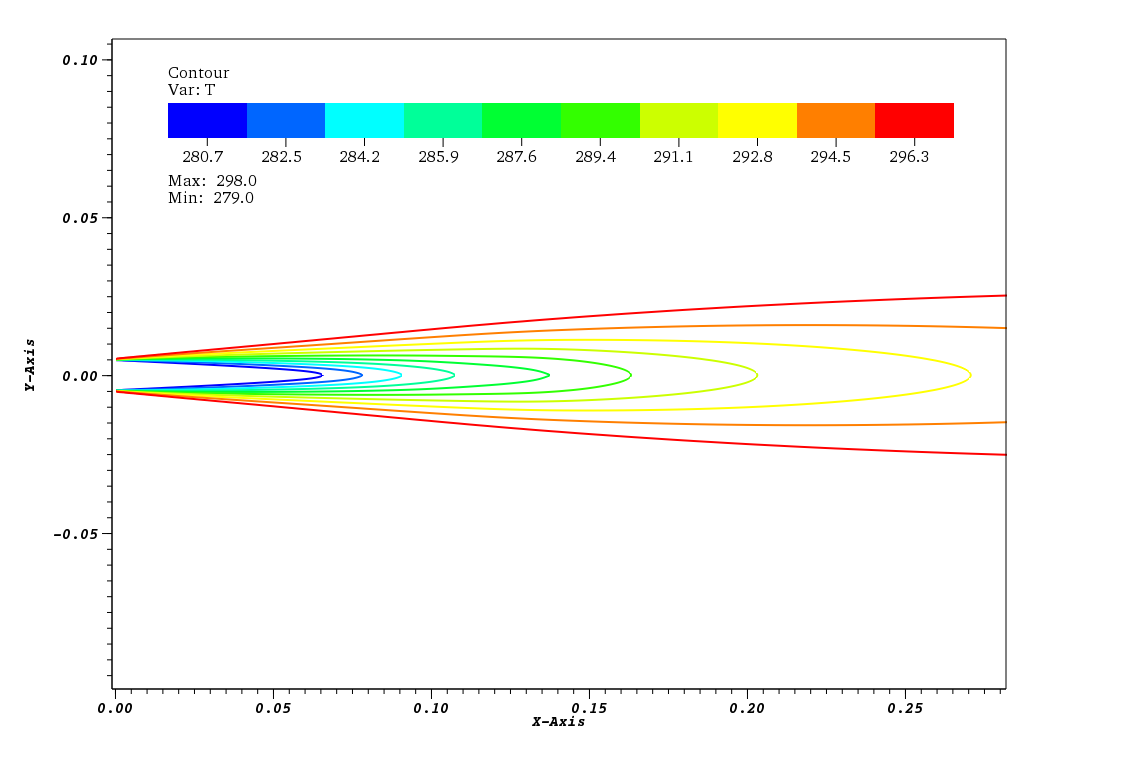 Contour
Var: T
280.7 282.5 284.2 285.9 287.6 289.4 291.1 292.8 294.5 296.3
Max: 298.0
Min: 279.0
0.10
0.05
0.00
-0.05
Y-Axis
0.00 0.05 0.10 0.15 0.20 0.25
X-Axis